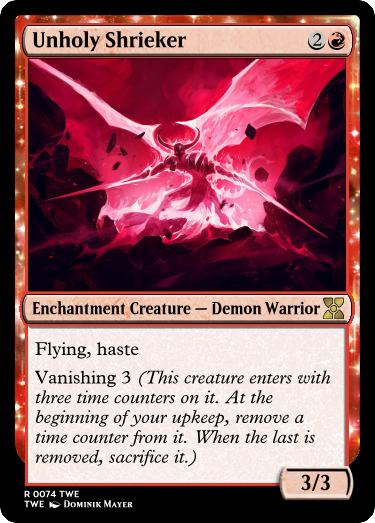 Unholy Shrieker 2
Enchantment Creature — Demon Warrior
Flying, haste
Vanishing 3 (This creature enters with
three time counters on it. At the
beginning of your upkeep, remove a
time counter from it. When the last is
removed, sacrifice it.)
3/3
R 0074 TWE
TWE Dominik Mayer